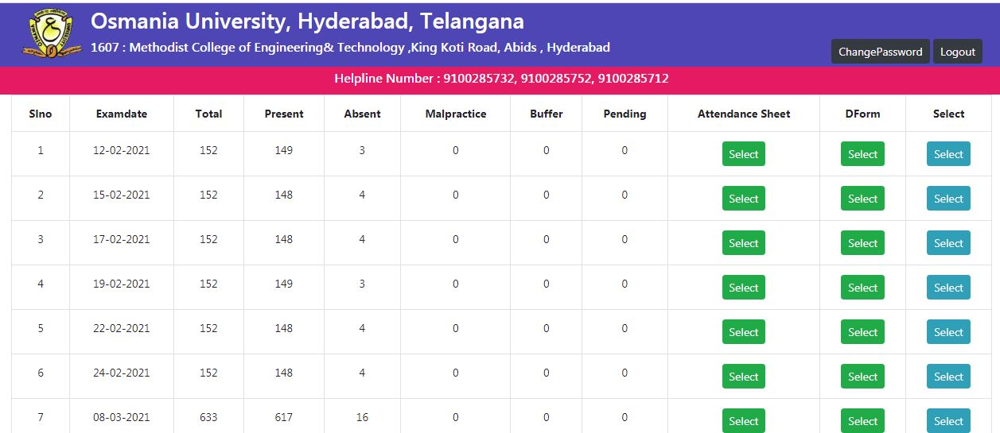 Osmania University, Hyderabad, Telangana
1607 : Methodist College of Engineering& Technology ,King Koti Road, Abids , Hyderabad
ChangePassword Logout
Helpline Number : 9100285732, 9100285752, 9100285712
Slno Examdate Total Present Absent Malpractice Buffer Pending Attendance Sheet DForm Select
1 12-02-2021 152 149 3 0 0 0 Select Select Select
2 15-02-2021 152 148 4 0 0 0 Select Select Select
3 17-02-2021 152 148 4 0 0 0 Select Select Select
4 19-02-2021 152 149 3 0 0 0 Select Select Select
5 22-02-2021 152 148 4 0 0 0 Select Select Select
6 24-02-2021 152 148 4 0 0 0 Select Select Select
7 08-03-2021 633 617 16 0 0 0 Select Select Select